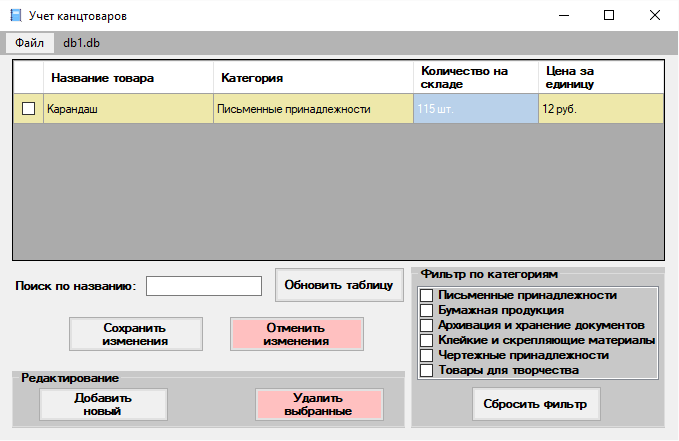 Учет канцтоваров
Файл db1.db
Название товара Категория Количество на складе Цена за единицу
Карандаш Письменные принадлежности 115 шт. 12 руб.
Поиск по названию: Обновить таблицу
Сохранить изменения Отменить изменения
Редактирование
Добавить новый Удалить выбранные
Фильтр по категориям
Письменные принадлежности
Бумажная продукция
Архивация и хранение документов
Клейкие и скрепляющие материалы
Чертежные принадлежности
Товары для творчества
Сбросить фильтр